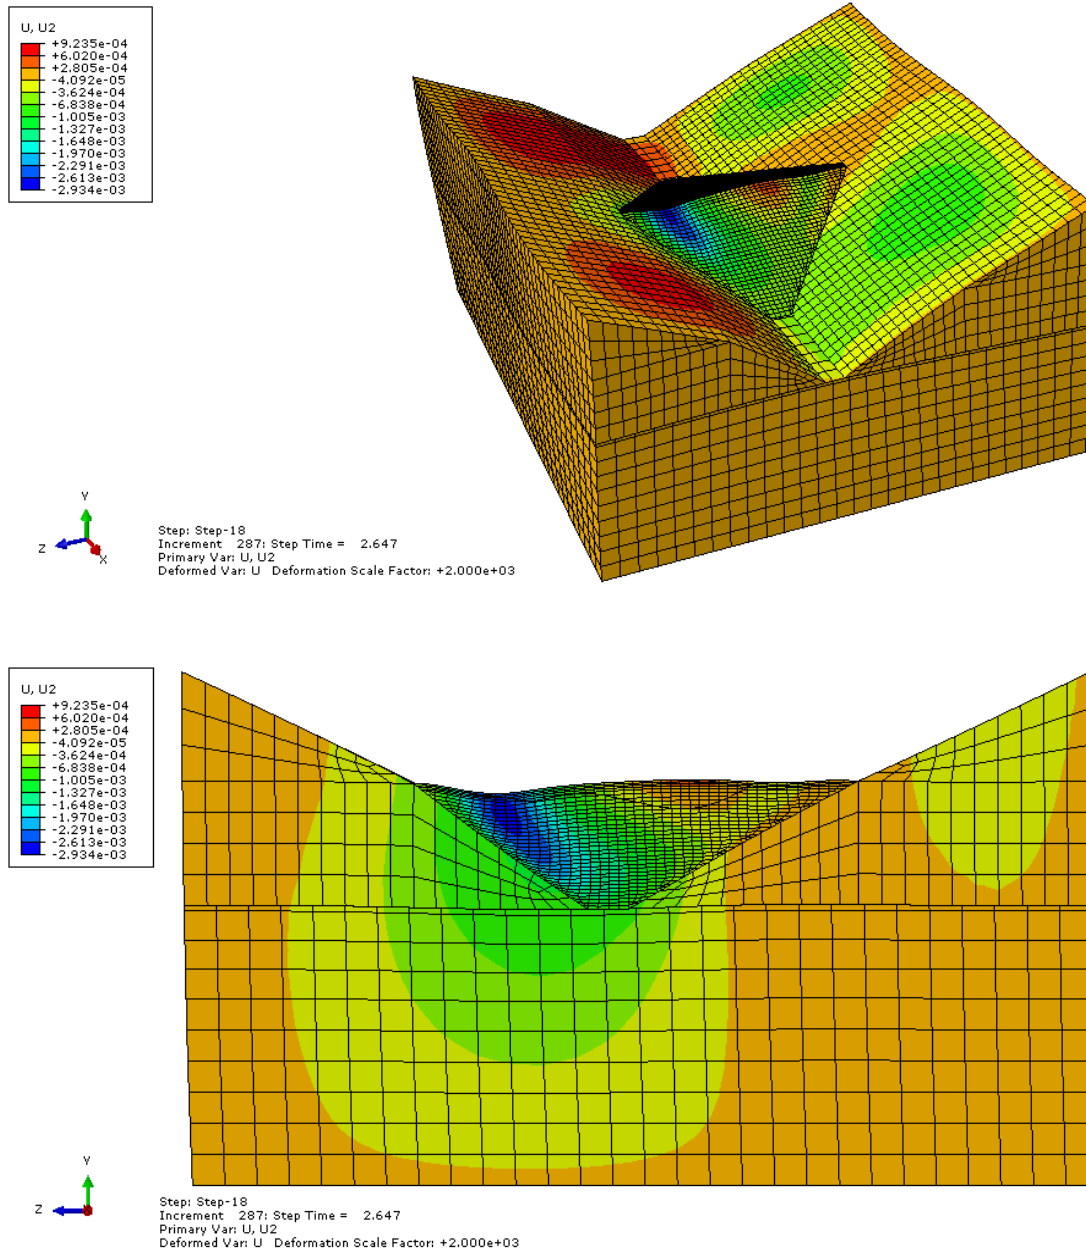 U, U2
+9.235e-04
+6.020e-04
+2.805e-04
-4.092e-05
-3.624e-04
-6.838e-04
-1.005e-03
-1.327e-03
-1.648e-03
-1.970e-03
-2.291e-03
-2.613e-03
-2.934e-03
Y
Z
X
Step: Step-18
Increment 287: Step Time = 2.647
Primary Var: U, U2
Deformed Var: U Deformation Scale Factor: +2.000e+03
U, U2
+9.235e-04
+6.020e-04
+2.805e-04
-4.092e-05
-3.624e-04
-6.838e-04
-1.005e-03
-1.327e-03
-1.648e-03
-1.970e-03
-2.291e-03
-2.613e-03
-2.934e-03
Y
Z
Step: Step-18
Increment 287: Step Time = 2.647
Primary Var: U, U2
Deformed Var: U Deformation Scale Factor: +2.000e+03